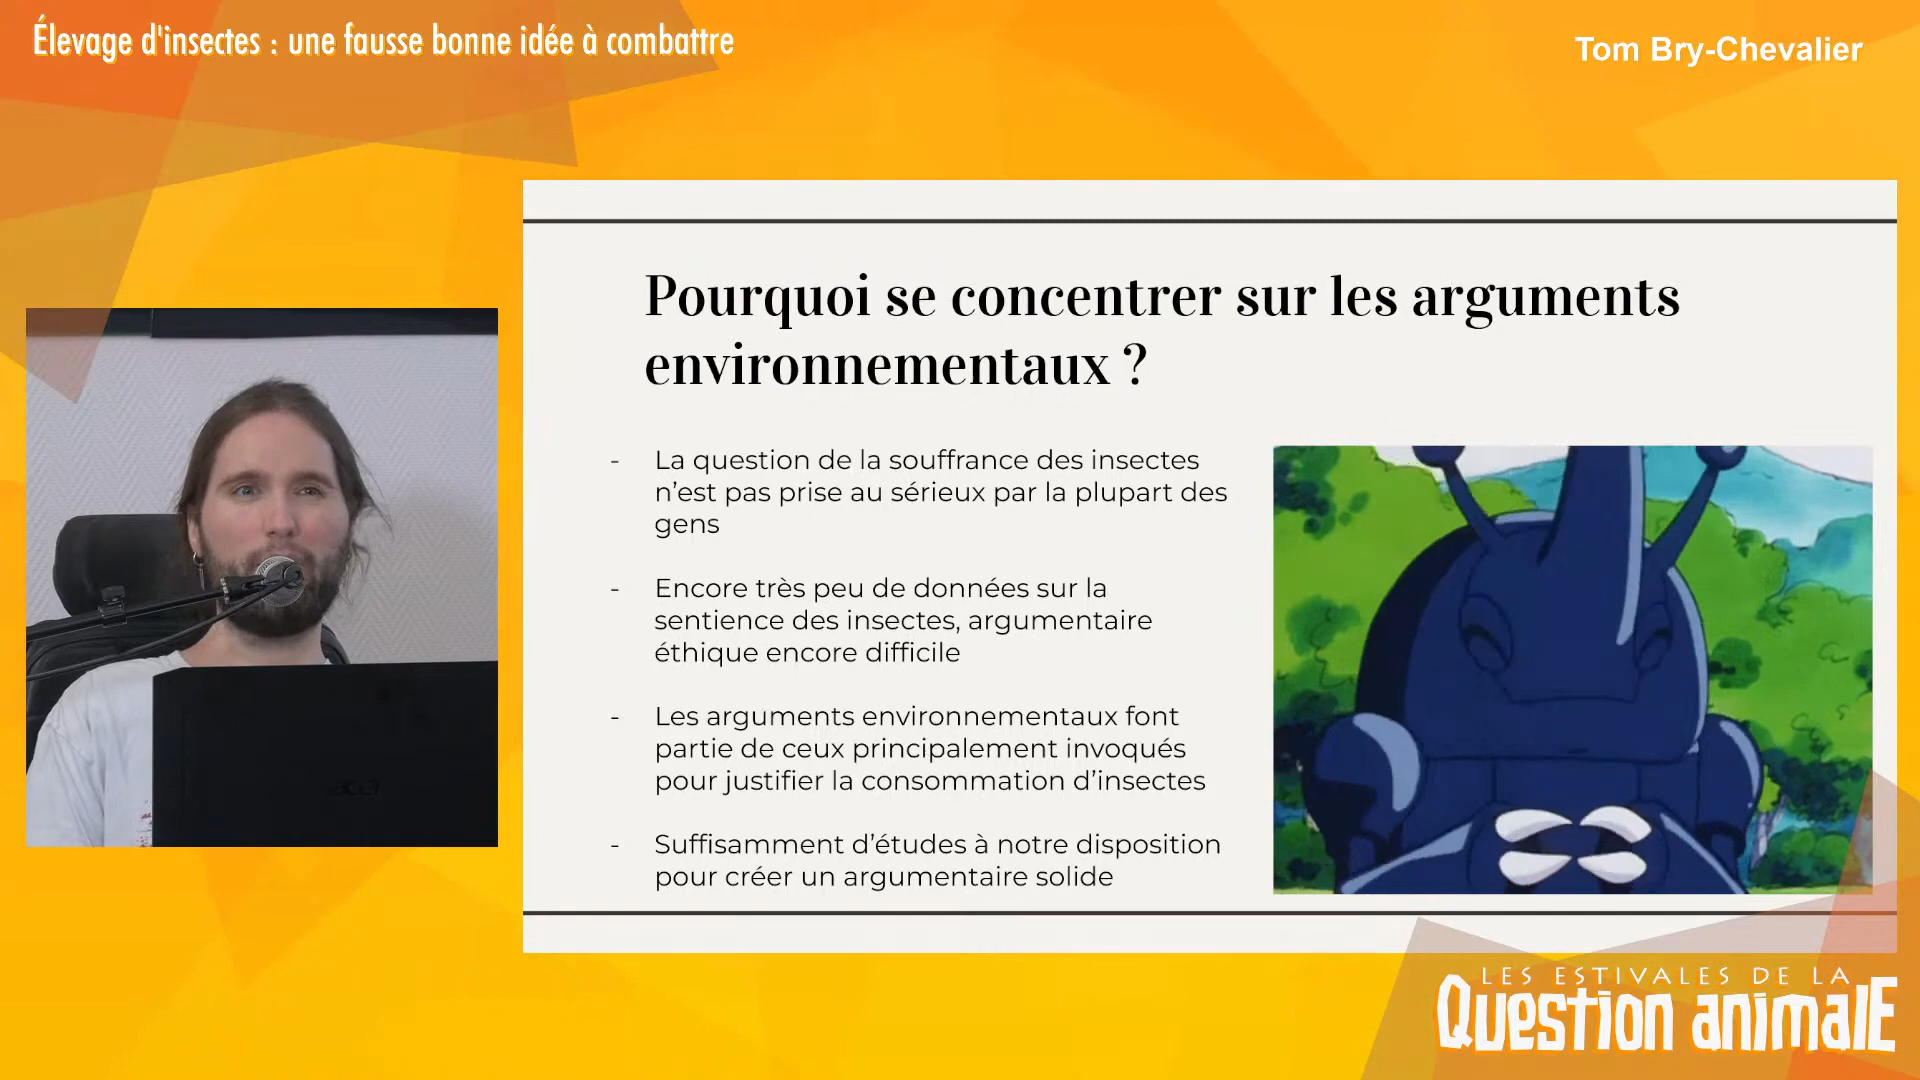 Élevage d'insectes : une fausse bonne idée à combattre
Tom Bry-Chevalier
Pourquoi se concentrer sur les arguments
environnementaux ?
- La question de la souffrance des insectes
n’est pas prise au sérieux par la plupart des
gens
- Encore très peu de données sur la
sentience des insectes, argumentaire
éthique encore difficile
- Les arguments environnementaux font
partie de ceux principalement invoqués
pour justifier la consommation d’insectes
- Suffisamment d’études à notre disposition
pour créer un argumentaire solide
acer
LES ESTIVALES DE LA
QuEstion animalE